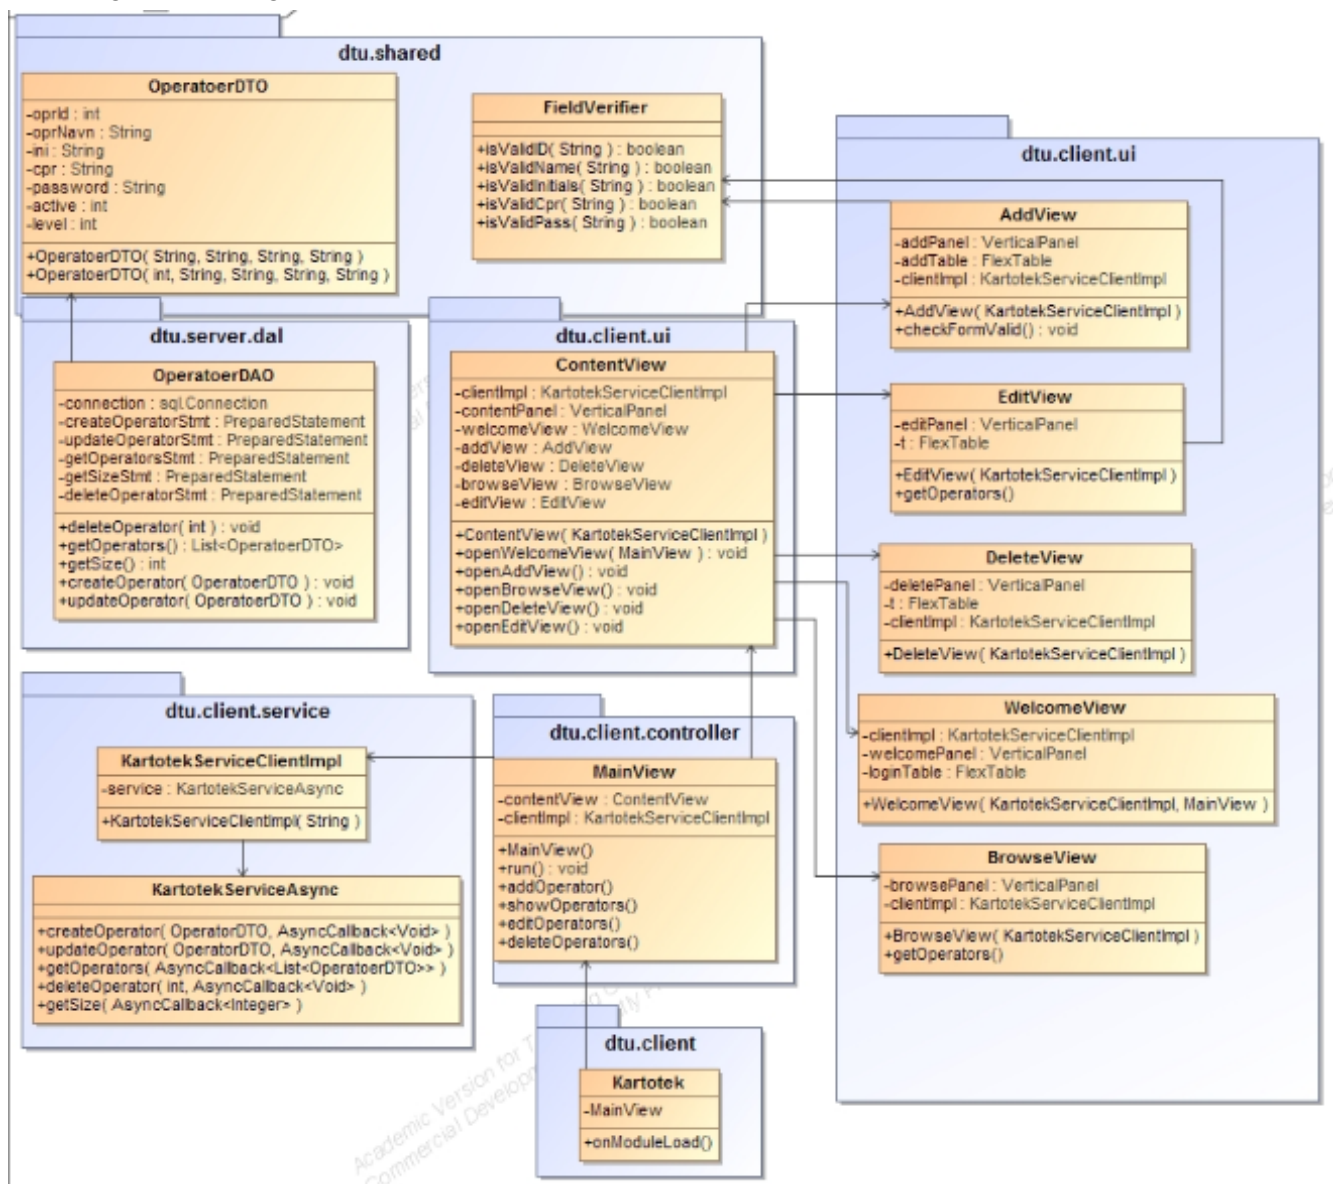 dtu.shared
OperatoerDTO
-oprId : int
-oprNavn : String
-ini : String
-cpr : String
-password : String
-active : int
-level : int
+OperatoerDTO( String, String, String, String )
+OperatoerDTO( int, String, String, String, String )
FieldVerifier
+isValidID( String ) : boolean
+isValidName( String ) : boolean
+isValidInitials( String ) : boolean
+isValidCpr( String ) : boolean
+isValidPass( String ) : boolean
dtu.server.dal
OperatoerDAO
-connection : sql.Connection
-createOperatorStmt : PreparedStatement
-updateOperatorStmt : PreparedStatement
-getOperatorsStmt : PreparedStatement
-getSizeStmt : PreparedStatement
-deleteOperatorStmt : PreparedStatement
+deleteOperator( int ) : void
+getOperators() : List<OperatoerDTO>
+getSize() : int
+createOperator( OperatoerDTO ) : void
+updateOperator( OperatoerDTO ) : void
dtu.client.ui
ContentView
-clientImpl : KartotekServiceClientImpl
-contentPanel : VerticalPanel
-welcomeView : WelcomeView
-addView : AddView
-deleteView : DeleteView
-browseView : BrowseView
-editView : EditView
+ContentView( KartotekServiceClientImpl )
+openWelcomeView( MainView ) : void
+openAddView() : void
+openBrowseView() : void
+openDeleteView() : void
+openEditView() : void
dtu.client.ui
AddView
-addPanel : VerticalPanel
-addTable : FlexTable
-clientImpl : KartotekServiceClientImpl
+AddView( KartotekServiceClientImpl )
+checkFormValid() : void
EditView
-editPanel : VerticalPanel
-t : FlexTable
+EditView( KartotekServiceClientImpl )
+getOperators()
DeleteView
-deletePanel : VerticalPanel
-t : FlexTable
-clientImpl : KartotekServiceClientImpl
+DeleteView( KartotekServiceClientImpl )
WelcomeView
-clientImpl : KartotekServiceClientImpl
-welcomePanel : VerticalPanel
-loginTable : FlexTable
+WelcomeView( KartotekServiceClientImpl, MainView )
BrowseView
-browsePanel : VerticalPanel
-clientImpl : KartotekServiceClientImpl
+BrowseView( KartotekServiceClientImpl )
+getOperators()
dtu.client.service
KartotekServiceClientImpl
-service : KartotekServiceAsync
+KartotekServiceClientImpl( String )
KartotekServiceAsync
+createOperator( OperatorDTO, AsyncCallback<Void> )
+updateOperator( OperatorDTO, AsyncCallback<Void> )
+getOperators( AsyncCallback<List<OperatoerDTO>> )
+deleteOperator( int, AsyncCallback<Void> )
+getSize( AsyncCallback<Integer> )
dtu.client.controller
MainView
-contentView : ContentView
-clientImpl : KartotekServiceClientImpl
+MainView()
+run() : void
+addOperator()
+showOperators()
+editOperators()
+deleteOperators()
dtu.client
Kartotek
-MainView
+onModuleLoad()
Academic Version for
Commercial